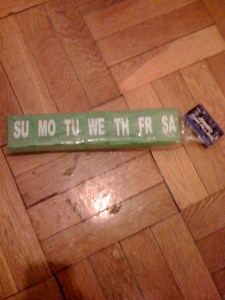 SU MO TU WE TH FR SA